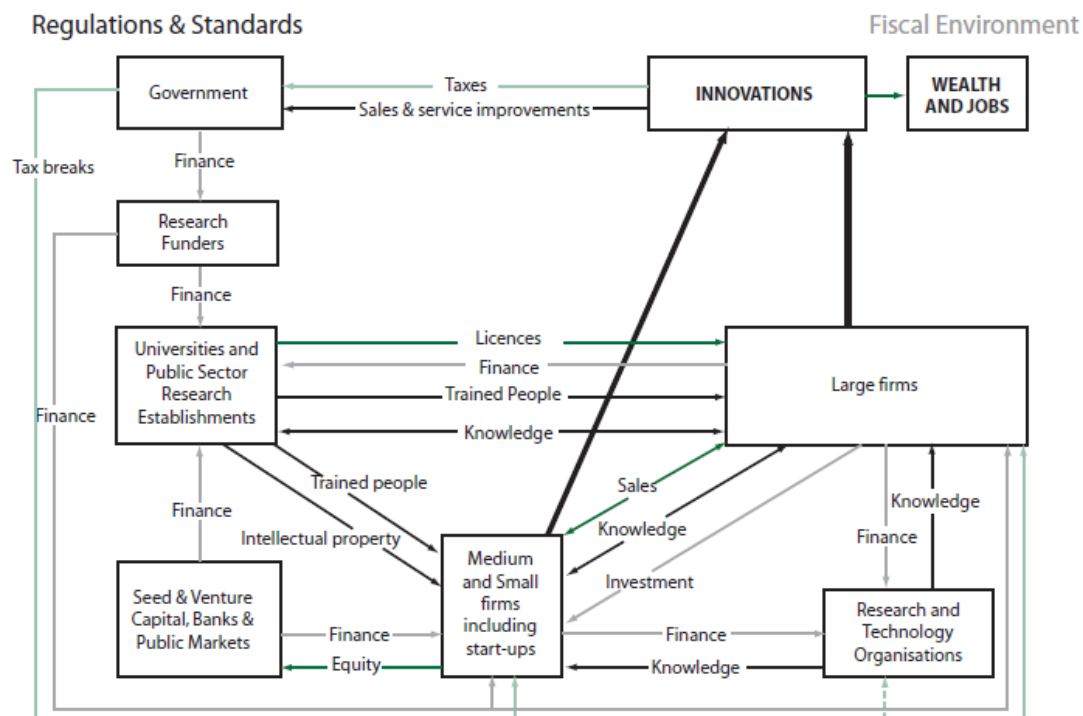 Regulations & Standards
Fiscal Environment
Government
Taxes
Sales & service improvements
INNOVATIONS
WEALTH
AND JOBS
Tax breaks
Finance
Research
Funders
Finance
Universities and
Public Sector
Research
Establishments
Licences
Finance
Trained People
Knowledge
Large firms
Finance
Trained people
Intellectual property
Sales
Knowledge
Investment
Knowledge
Finance
Finance
Seed & Venture
Capital, Banks &
Public Markets
Finance
Equity
Medium
and Small
firms
including
start-ups
Finance
Knowledge
Research and
Technology
Organisations